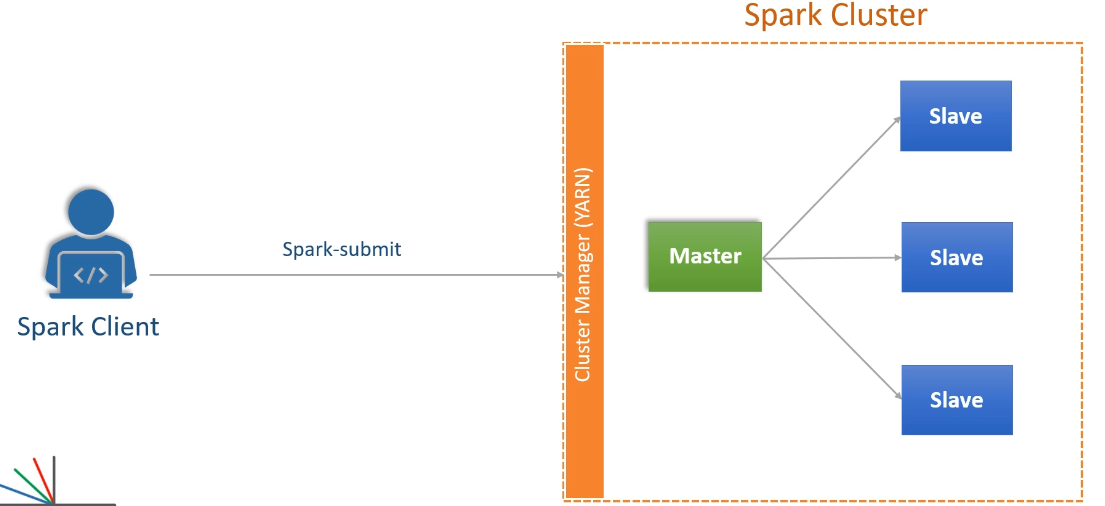 Spark Cluster
Spark-submit
Spark Client
</>
Cluster Manager (YARN)
Master
Slave
Slave
Slave